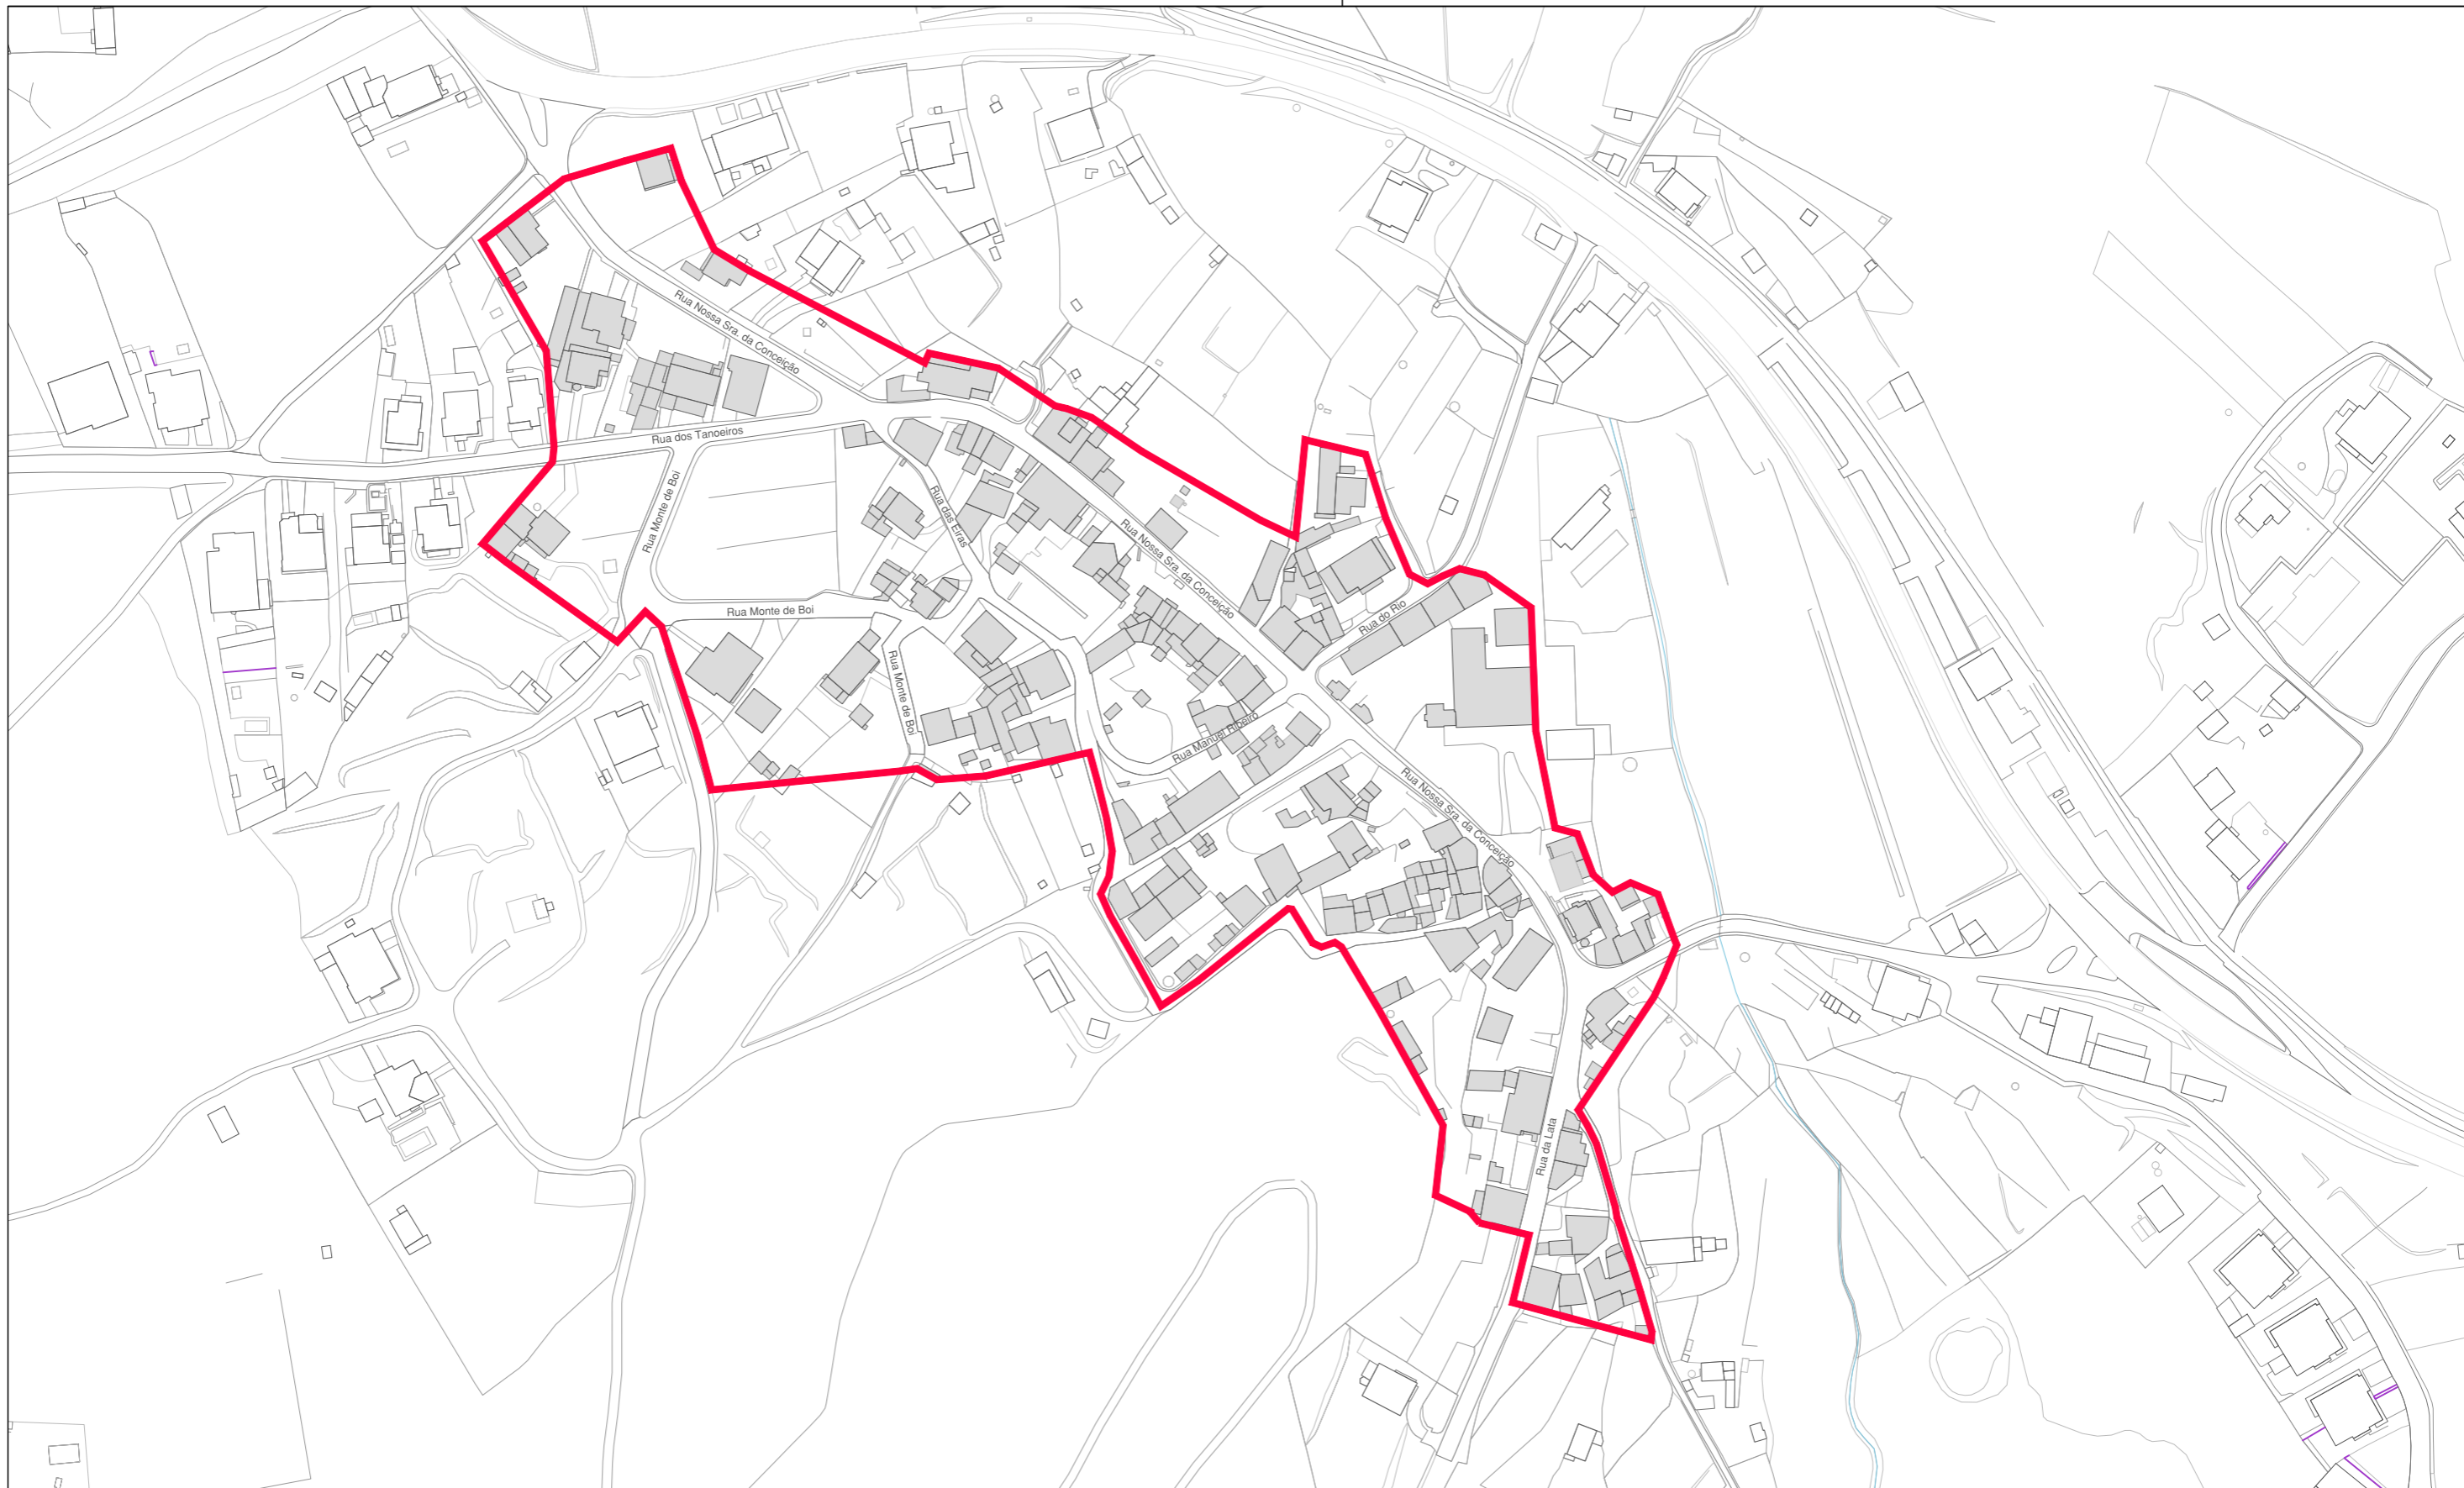 Rua Nossa Sra. da Conceição
Rua dos Tanoeiros
Rua Monte de Boi
Rua das Eiras
Rua Nossa Sra. da Conceição
Rua Monte de Boi
Rua do Rio
Rua Monte de Boi
Rua Manuel Ribeiro
Rua Nossa Sra. da Conceição
Rua da Lata